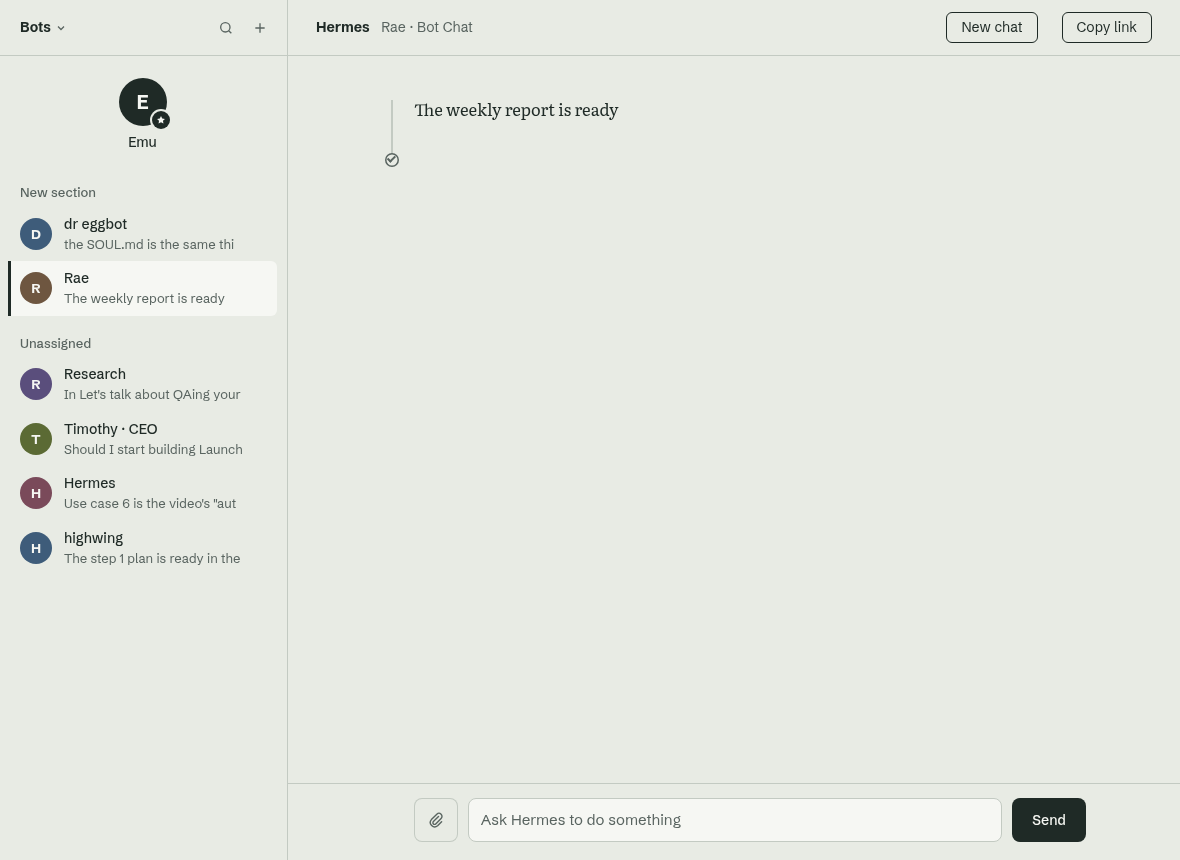 Bots
Hermes Rae · Bot Chat
New chat
Copy link
E
Emu
New section
D
dr eggbot
the SOUL.md is the same thi
R
Rae
The weekly report is ready
Unassigned
R
Research
In Let's talk about QAing your
T
Timothy · CEO
Should I start building Launch
H
Hermes
Use case 6 is the video's "aut
H
highwing
The step 1 plan is ready in the
The weekly report is ready
Ask Hermes to do something
Send